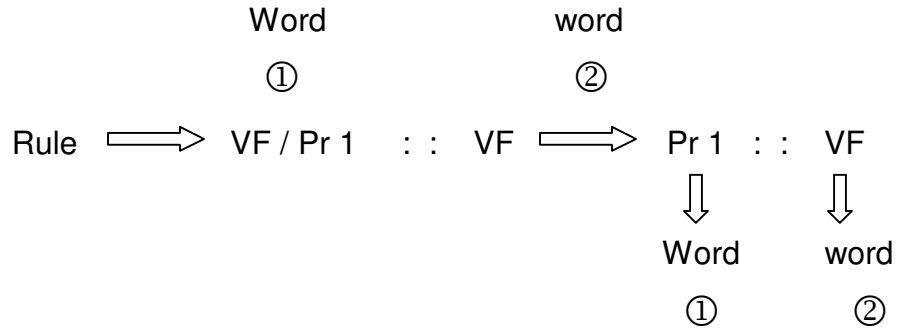 Word word
① ②
Rule VF / Pr 1 : : VF Pr 1 : : VF
Word word
① ②